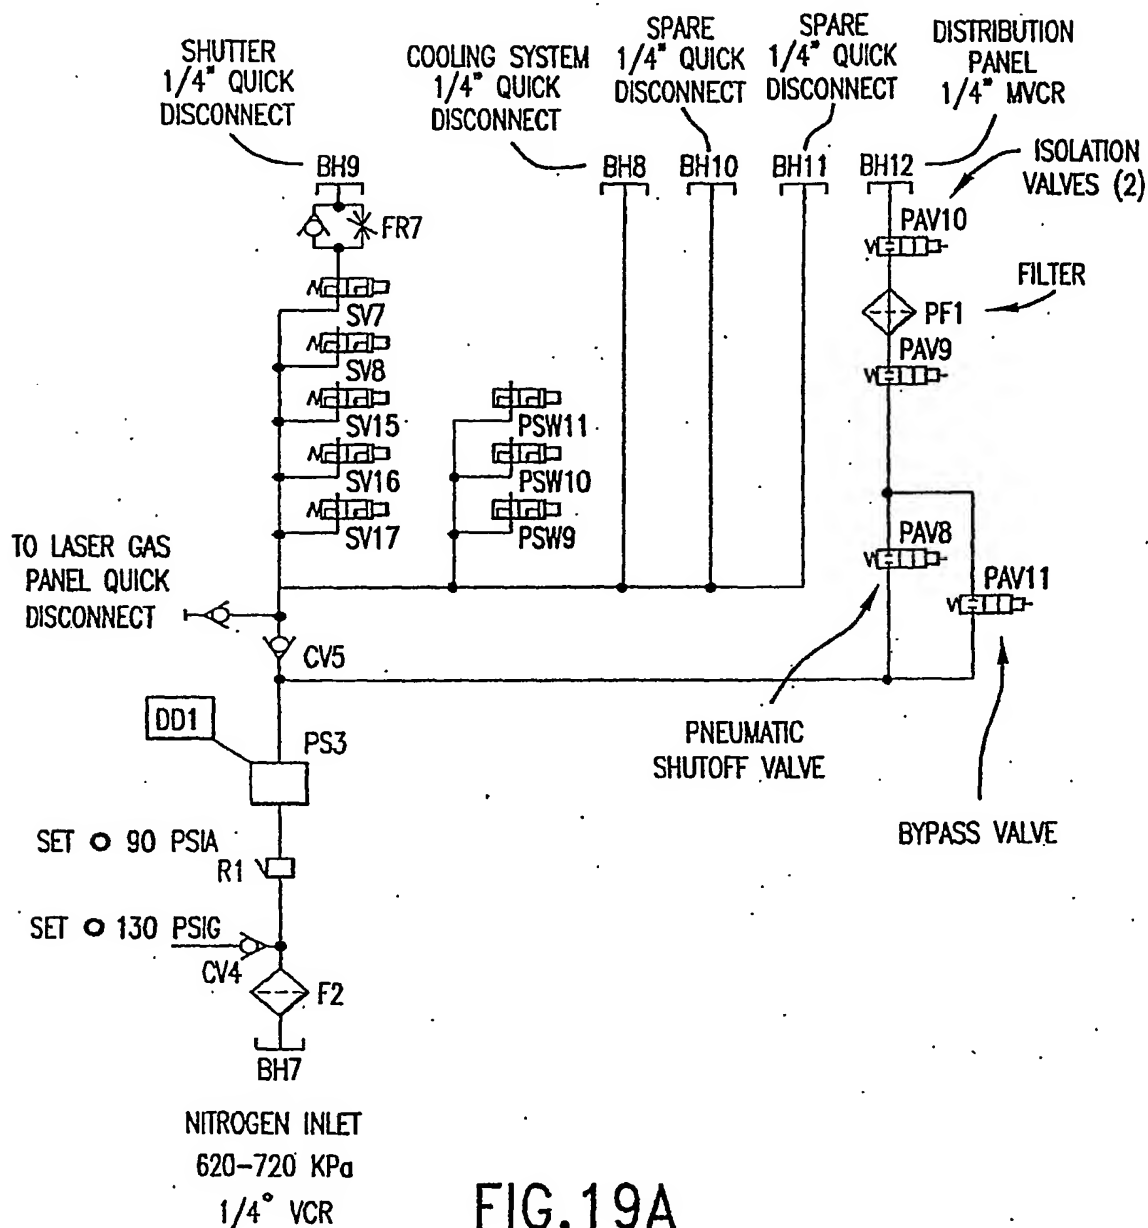 SHUTTER
1/4" QUICK
DISCONNECT
COOLING SYSTEM
1/4" QUICK
DISCONNECT
SPARE
1/4" QUICK
DISCONNECT
SPARE
1/4" QUICK
DISCONNECT
DISTRIBUTION
PANEL
1/4" MVCR
ISOLATION
VALVES (2)
BH9
BH8
BH10
BH11
BH12
FR7
PAV10
FILTER
PF1
SV7
PAV9
SV8
SV15
PSW11
SV16
PSW10
SV17
PSW9
TO LASER GAS
PANEL QUICK
DISCONNECT
PAV8
PAV11
CV5
DD1
PS3
PNEUMATIC
SHUTOFF VALVE
BYPASS VALVE
SET O 90 PSIA
R1
SET O 130 PSIG
CV4
F2
BH7
NITROGEN INLET
620-720 KPa
1/4° VCR
FIG.19A